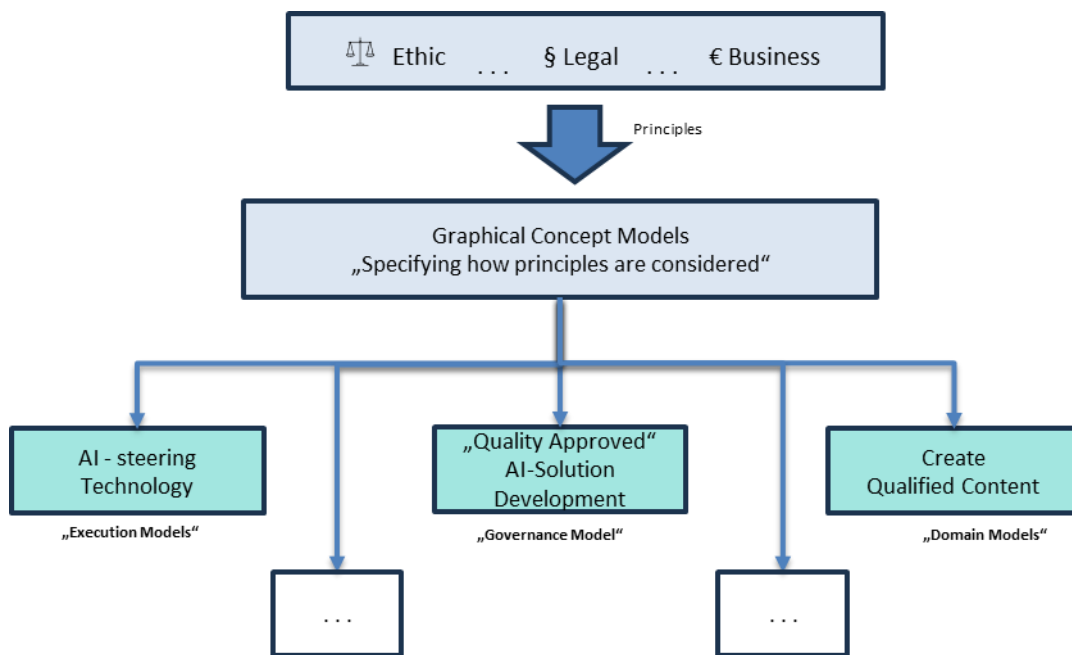 Ethic . . . § Legal . . . € Business
Principles
Graphical Concept Models
„Specifying how principles are considered“
AI - steering
Technology
„Execution Models“
„Quality Approved“
AI-Solution
Development
„Governance Model“
Create
Qualified Content
„Domain Models“
. . .
. . .